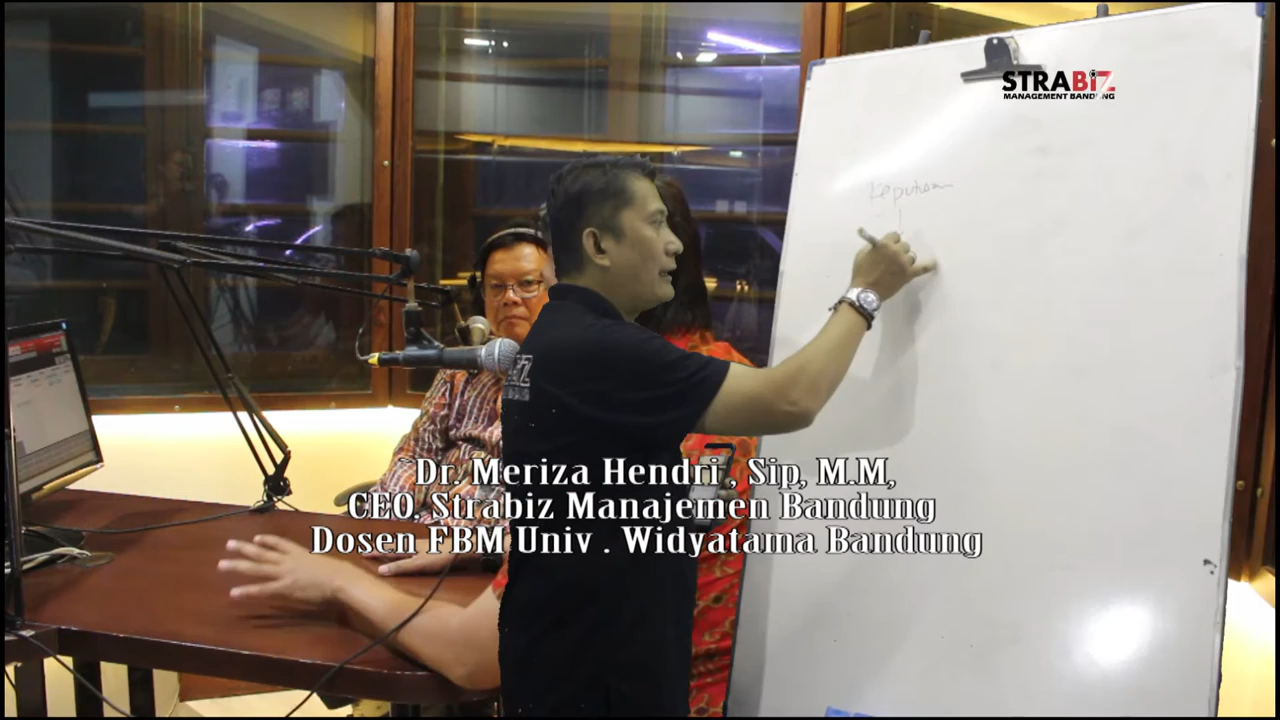 STRABIZ
MANAGEMENT BANDUNG
Keputusan
Dr. Meriza Hendri , Sip, M.M,
CEO. Strabiz Manajemen Bandung
Dosen FBM Univ . Widyatama Bandung